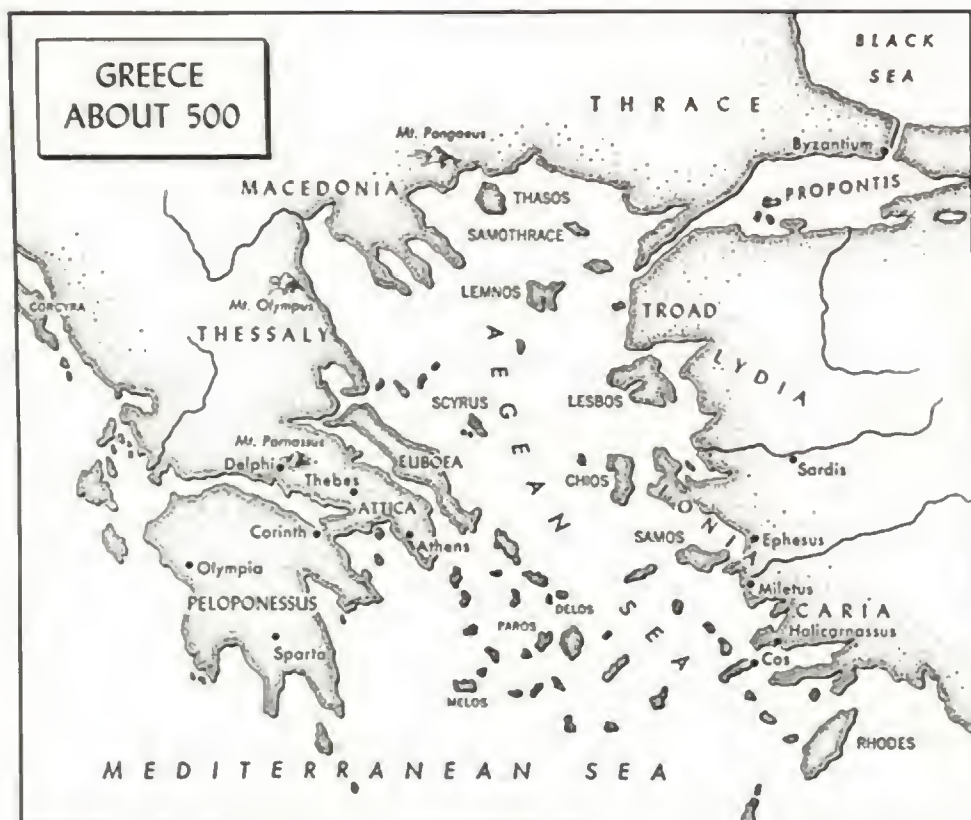 GREECE
ABOUT 500
BLACK
SEA
THRACE
Mt. Pangaeus
Byzantium
MACEDONIA
PROPONTIS
THASOS
SAMOTHRACE
Mt. Olympus
LEMNOS
CORCYRA
TROAD
THESSALY
AEGEAN SEA
LYDIA
SCYRUS
LESBOS
Mt. Parnassus
Delphi
EUBOEA
Sardis
Thebes
CHIOS
ATTICA
IONIA
Corinth
Athens
SAMOS
Ephesus
Olympia
Miletus
PELOPONESSUS
DELOS
CARIA
PAROS
Halicarnassus
Sparta
Cos
MELOS
RHODES
MEDITERRANEAN SEA